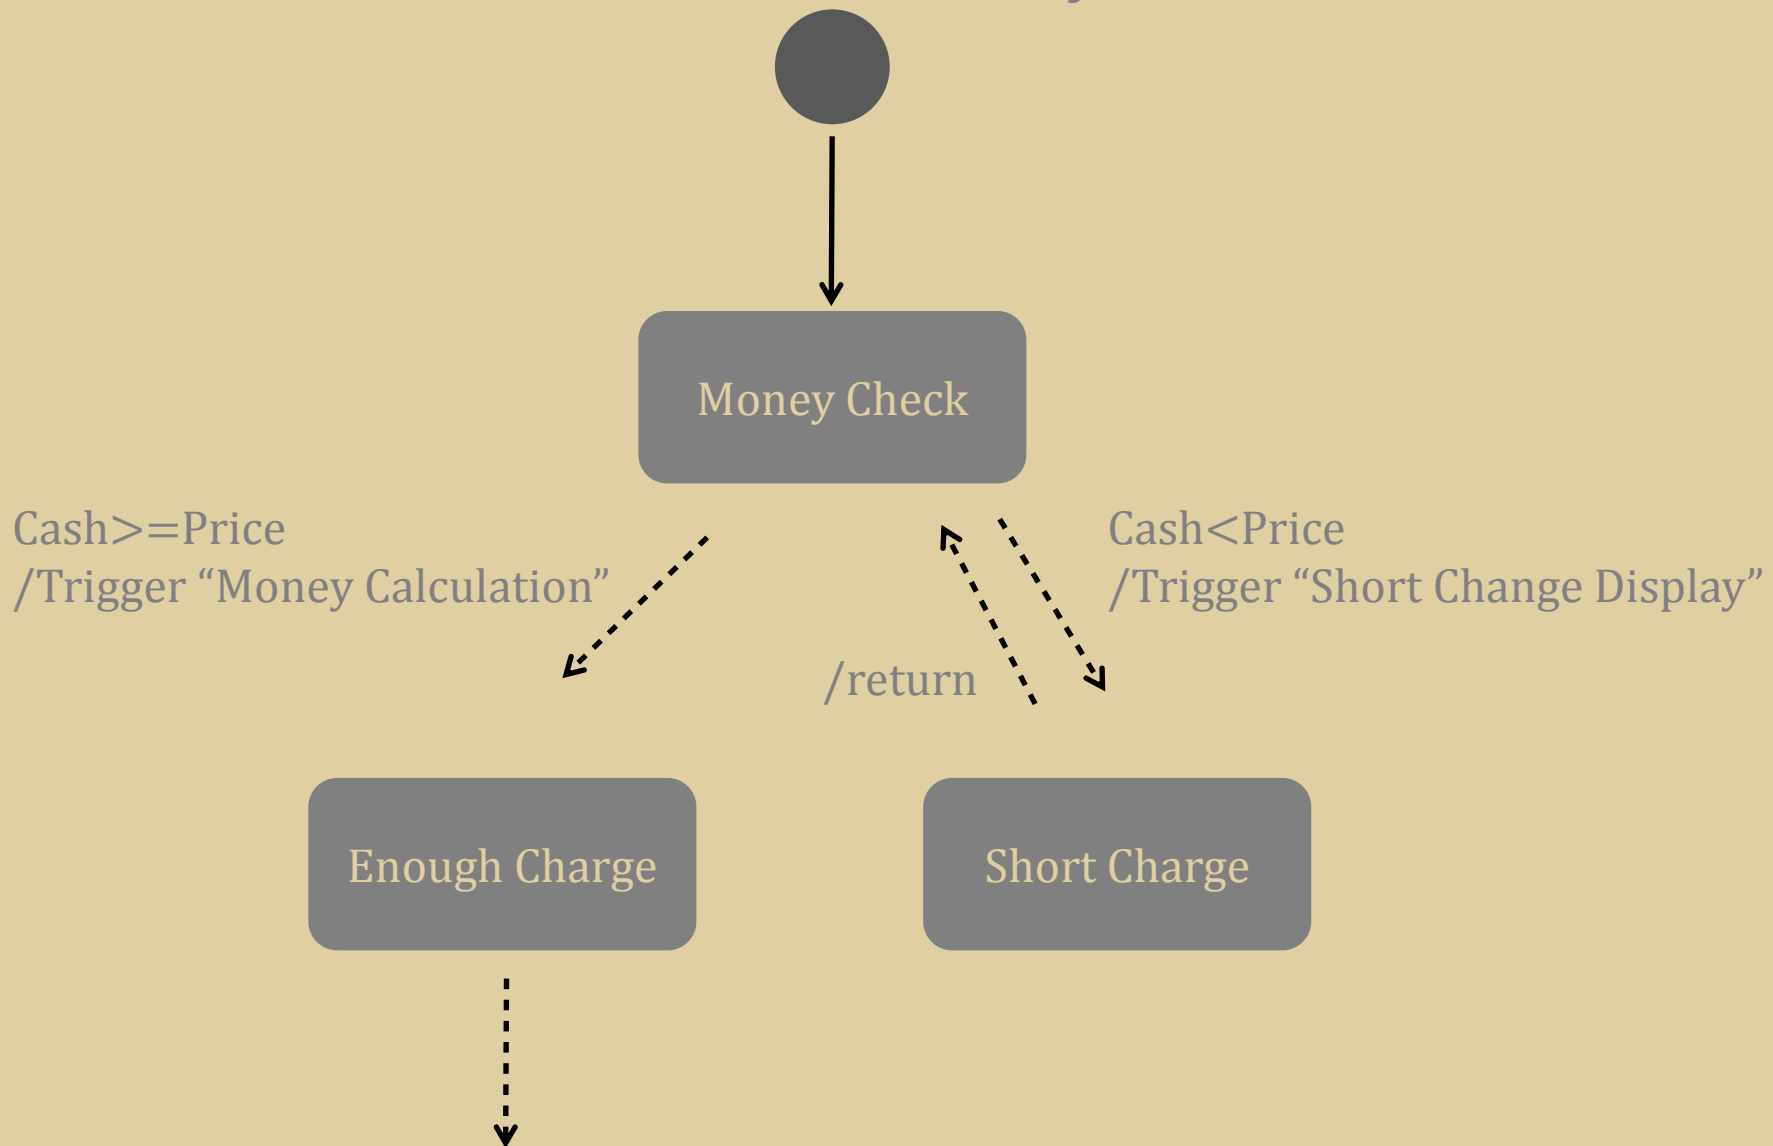 Money Check
Cash>=Price
/Trigger “Money Calculation”
Cash<Price
/Trigger “Short Change Display”
/return
Enough Charge
Short Charge